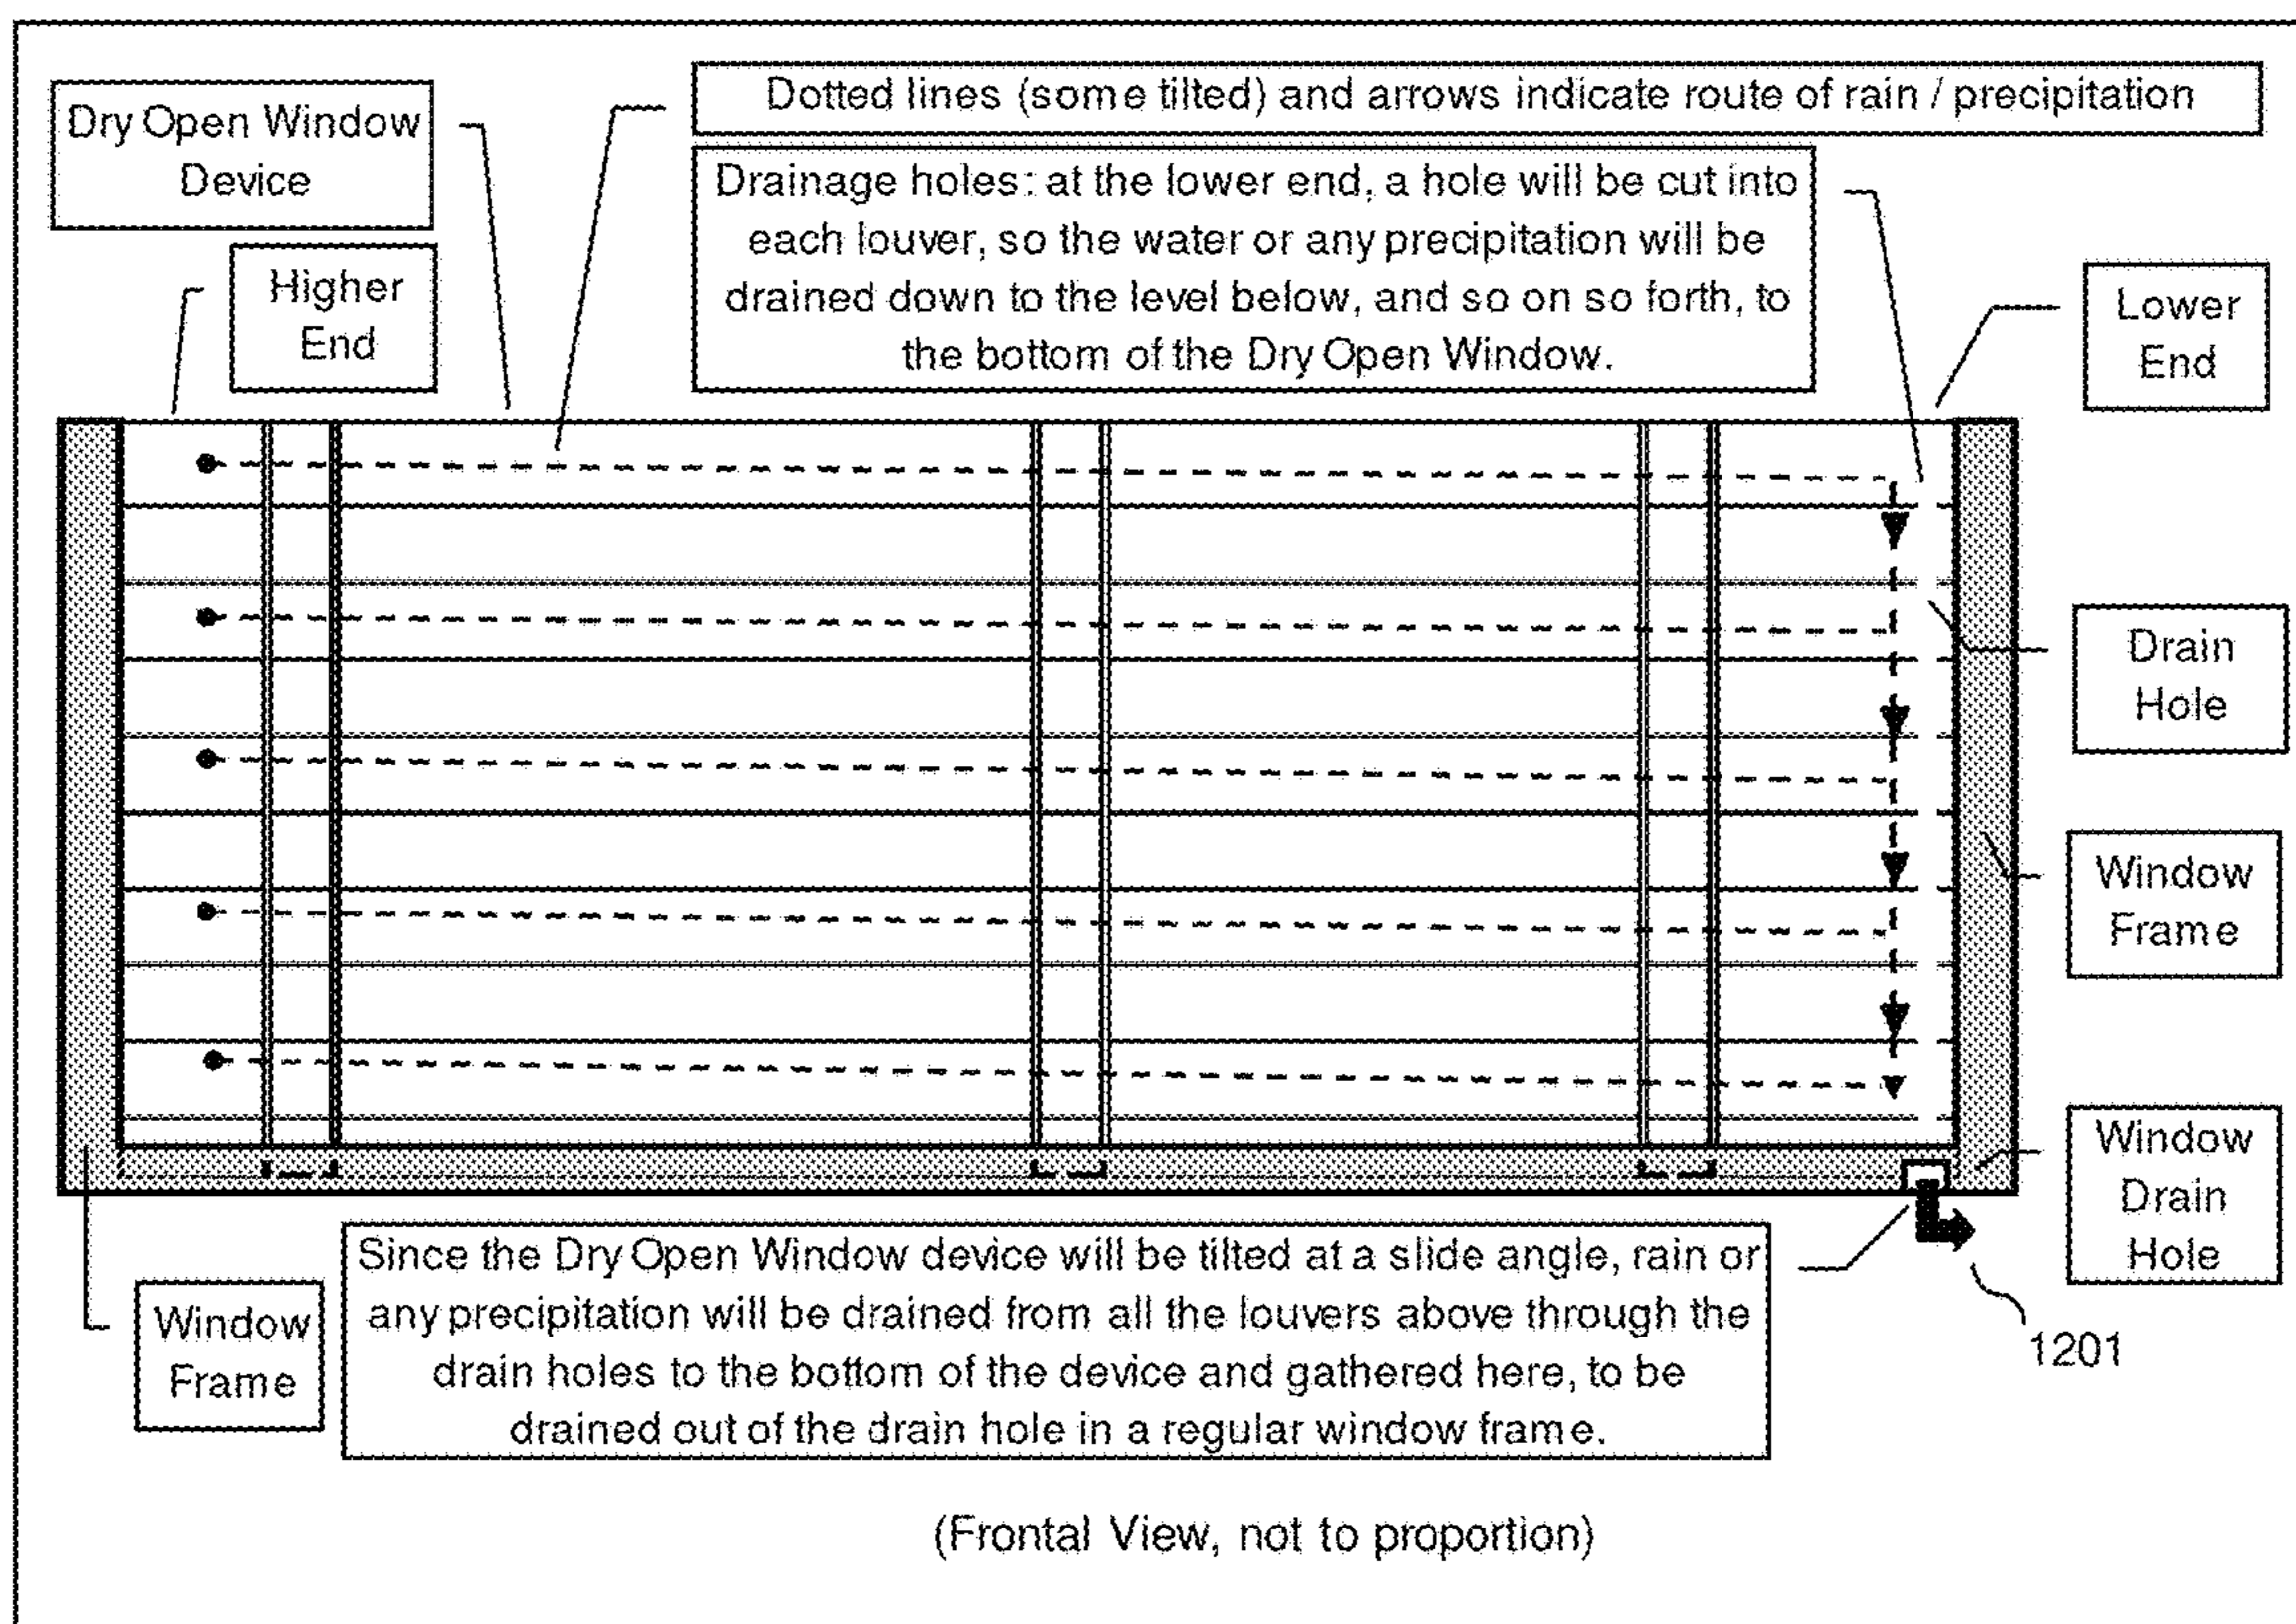 Dry Open Window
Device
Dotted lines (some tilted) and arrows indicate route of rain / precipitation
Drainage holes: at the lower end, a hole will be cut into
each louver, so the water or any precipitation will be
drained down to the level below, and so on so forth, to
the bottom of the Dry Open Window.
Higher
End
Lower
End
Drain
Hole
Window
Frame
Window
Drain
Hole
Window
Frame
Since the Dry Open Window device will be tilted at a slide angle, rain or
any precipitation will be drained from all the louvers above through the
drain holes to the bottom of the device and gathered here, to be
drained out of the drain hole in a regular window frame.
1201
(Frontal View, not to proportion)